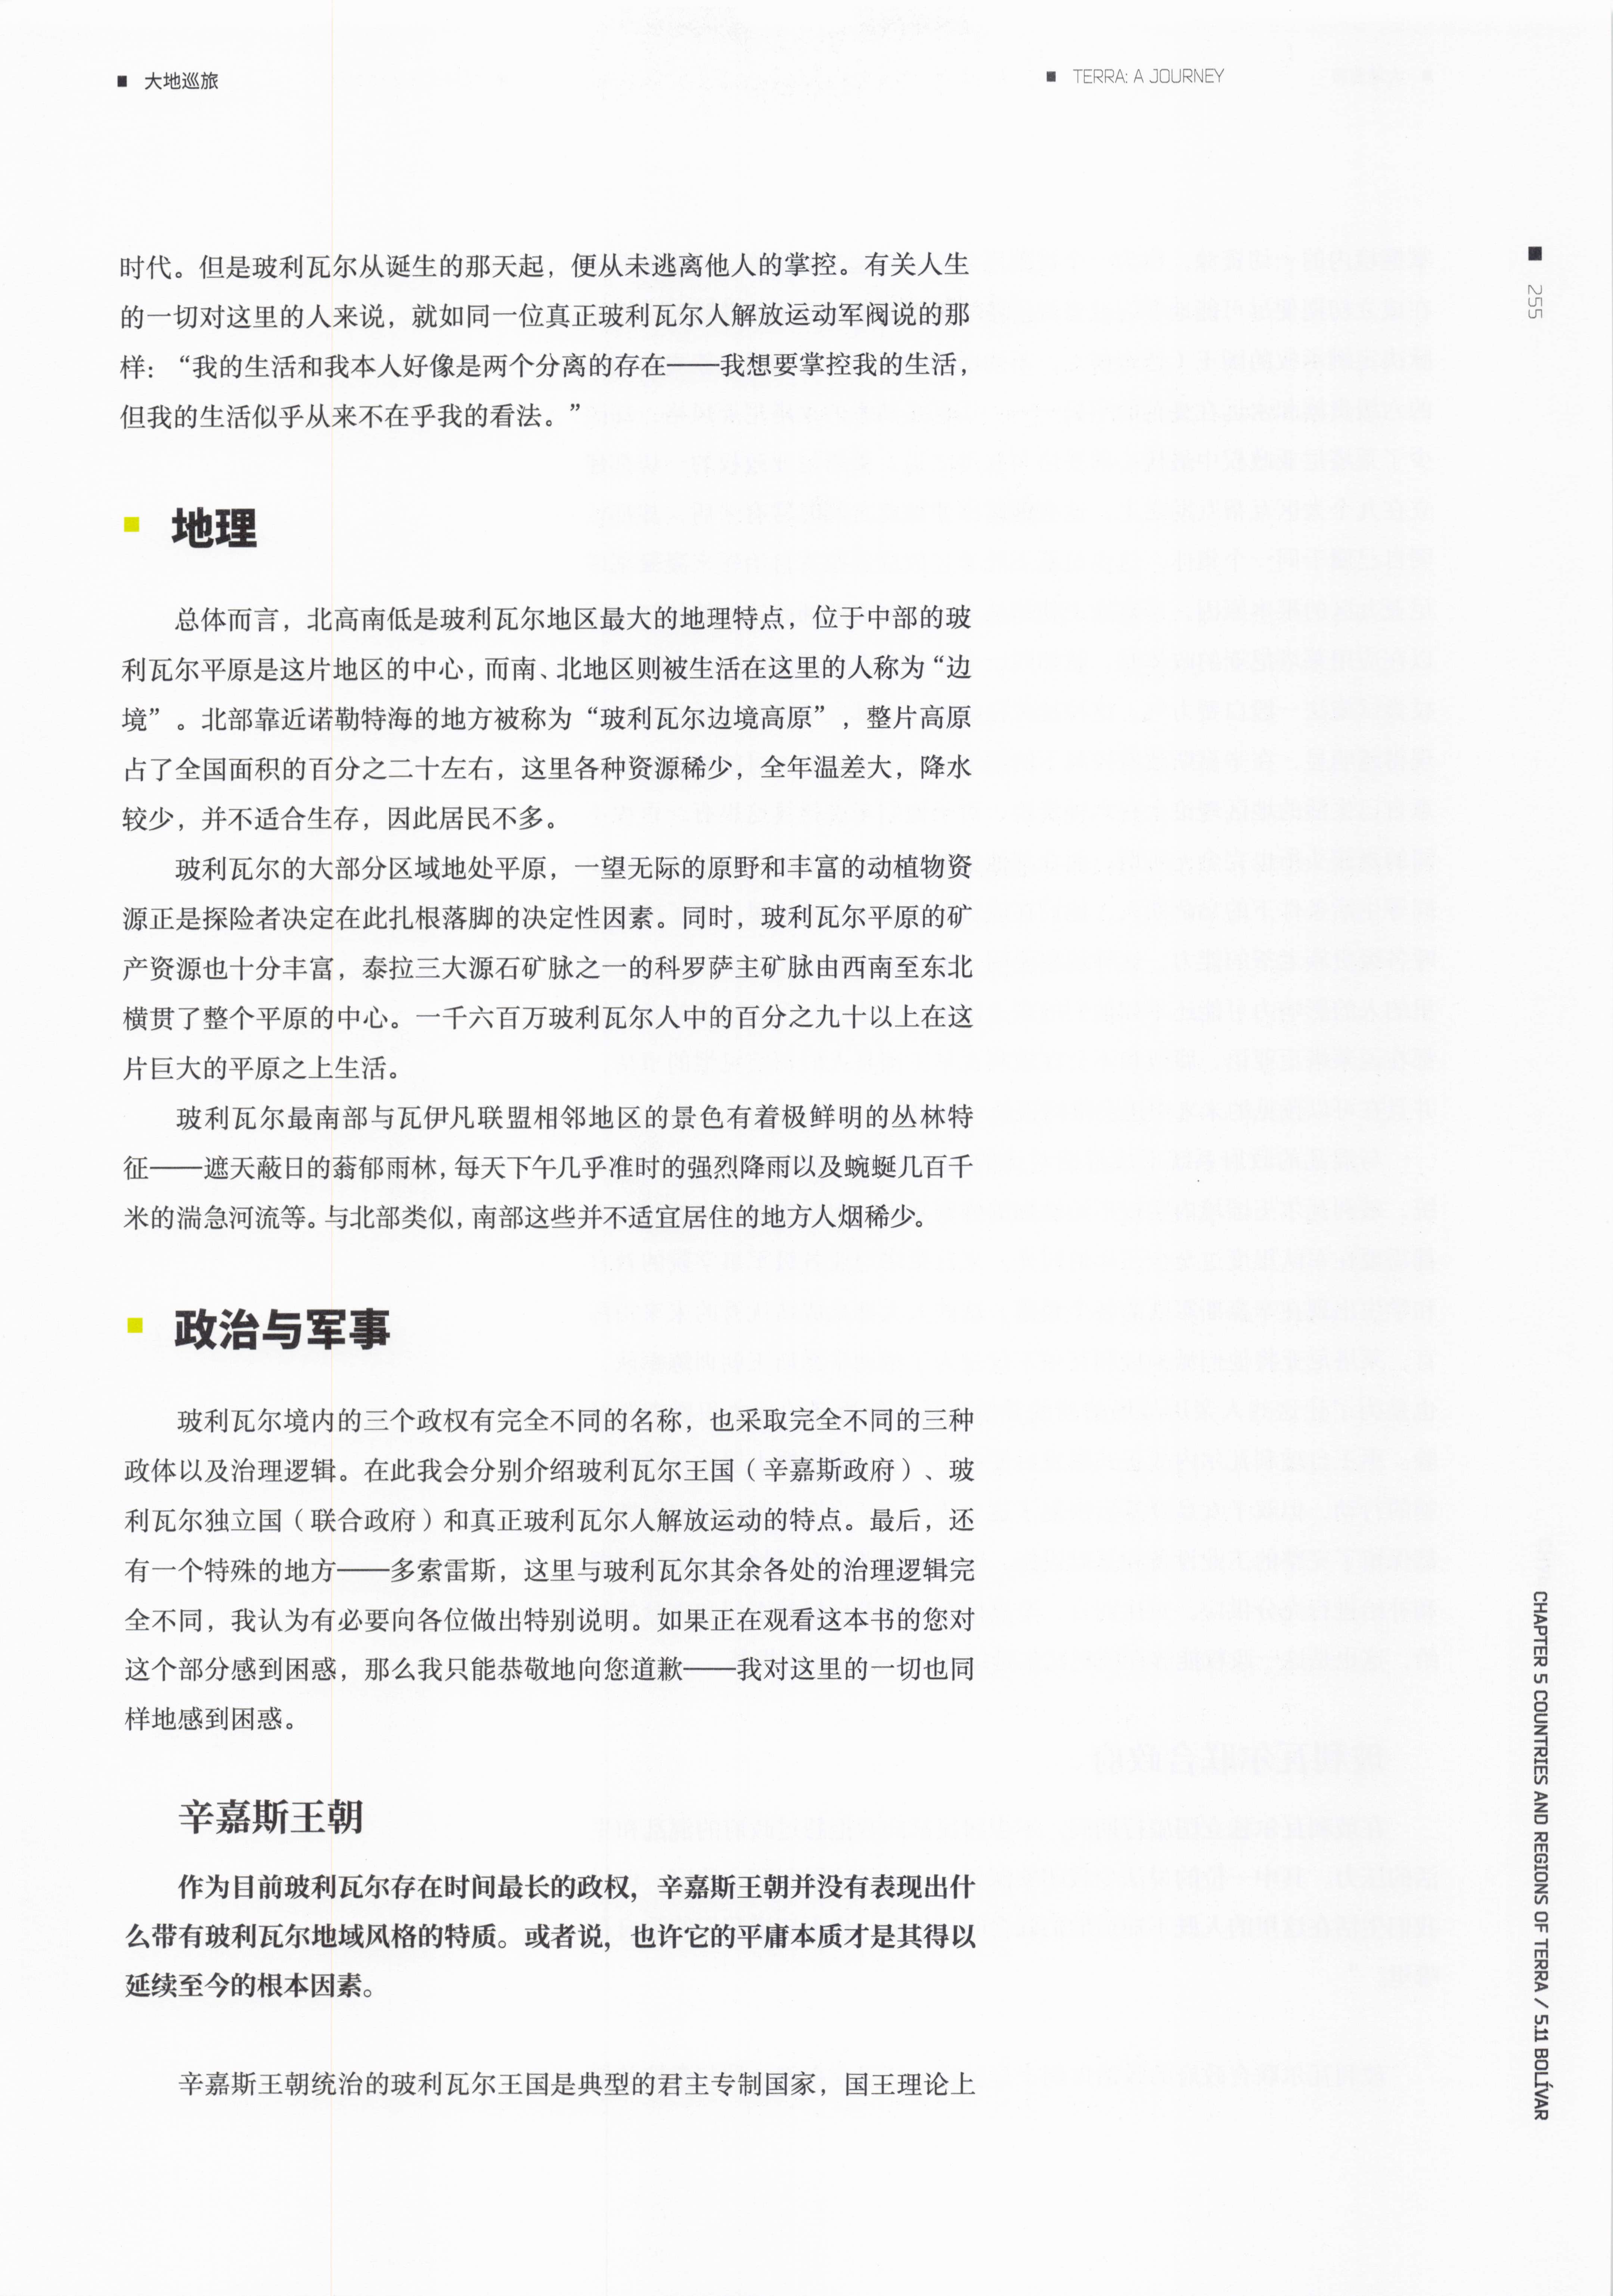 大地巡旅
TERRA: A JOURNEY
255
时代。但是玻利瓦尔从诞生的那天起，便从未逃离他人的掌控。有关人生
的一切对这里的人来说，就如同一位真正玻利瓦尔人解放运动军阀说的那
样：“我的生活和我本人好像是两个分离的存在——我想要掌控我的生活，
但我的生活似乎从来不在乎我的看法。”
地理
总体而言，北高南低是玻利瓦尔地区最大的地理特点，位于中部的玻
利瓦尔平原是这片地区的中心，而南、北地区则被生活在这里的人称为“边
境”。北部靠近诺勒特海的地方被称为“玻利瓦尔边境高原”，整片高原
占了全国面积的百分之二十左右，这里各种资源稀少，全年温差大，降水
较少，并不适合生存，因此居民不多。
玻利瓦尔的大部分区域地处平原，一望无际的原野和丰富的动植物资
源正是探险者决定在此扎根落脚的决定性因素。同时，玻利瓦尔平原的矿
产资源也十分丰富，泰拉三大源石矿脉之一的科罗萨主矿脉由西南至东北
横贯了整个平原的中心。一千六百万玻利瓦尔人中的百分之九十以上在这
片巨大的平原之上生活。
玻利瓦尔最南部与瓦伊凡联盟相邻地区的景色有着极鲜明的丛林特
征——遮天蔽日的蓊郁雨林，每天下午几乎准时的强烈降雨以及蜿蜒几百千
米的湍急河流等。与北部类似，南部这些并不适宜居住的地方人烟稀少。
政治与军事
玻利瓦尔境内的三个政权有完全不同的名称，也采取完全不同的三种
政体以及治理逻辑。在此我会分别介绍玻利瓦尔王国（辛嘉斯政府）、玻
利瓦尔独立国（联合政府）和真正玻利瓦尔人解放运动的特点。最后，还
有一个特殊的地方——多索雷斯，这里与玻利瓦尔其余各处的治理逻辑完
全不同，我认为有必要向各位做出特别说明。如果正在观看这本书的您对
这个部分感到困惑，那么我只能恭敬地向您道歉——我对这里的一切也同
样地感到困惑。
辛嘉斯王朝
作为目前玻利瓦尔存在时间最长的政权，辛嘉斯王朝并没有表现出什
么带有玻利瓦尔地域风格的特质。或者说，也许它的平庸本质才是其得以
延续至今的根本因素。
辛嘉斯王朝统治的玻利瓦尔王国是典型的君主专制国家，国王理论上
CHAPTER 5 COUNTRIES AND REGIONS OF TERRA / 5.11 BOLÍVAR